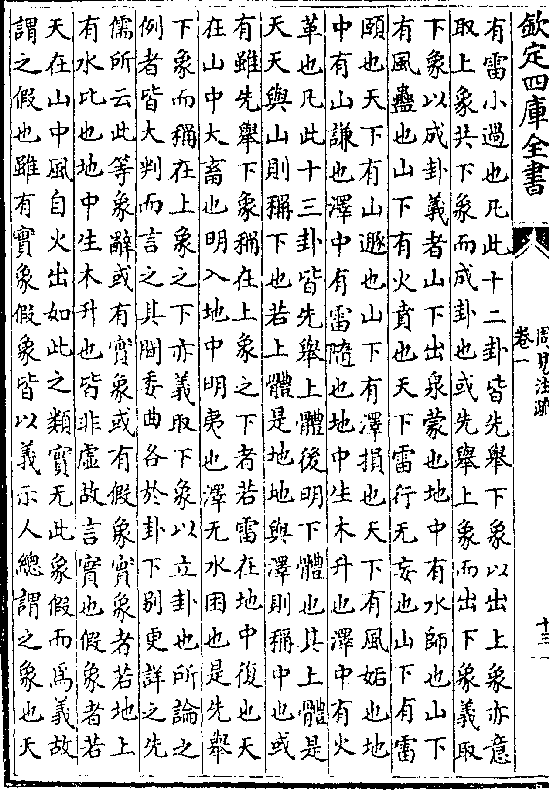 欽定四庫全書
周易注疏
卷一
十三
有雷小過也凡此十二卦皆先舉下象以出上象亦意
取上象共下象而成卦也或先舉上象而出下象義取
下象以成卦義者山下出泉蒙也地中有水師也山下
有風蠱也山下有火賁也天下雷行无妄也山下有雷
頤也天下有山遯也山下有澤損也天下有風姤也地
中有山謙也澤中有雷隨也地中生木升也澤中有火
革也凡此十三卦皆先舉上體後明下體也其上體是
天天與山則稱下也若上體是地地與澤則稱中也或
有雖先舉下象稱在上象之下者若雷在地中復也天
在山中大畜也明入地中明夷也澤无水困也是先舉
下象而稱在上象之下亦義取下象以立卦也所論之
例者皆大判而言之其間委曲各於卦下別更詳之先
儒所云此等象辭或有實象或有假象實象者若地上
有水比也地中生木升也皆非虛故言實也假象者若
天在山中風自火出如此之類實无此象假而爲義故
謂之假也雖有實象假象皆以義示人總謂之象也天